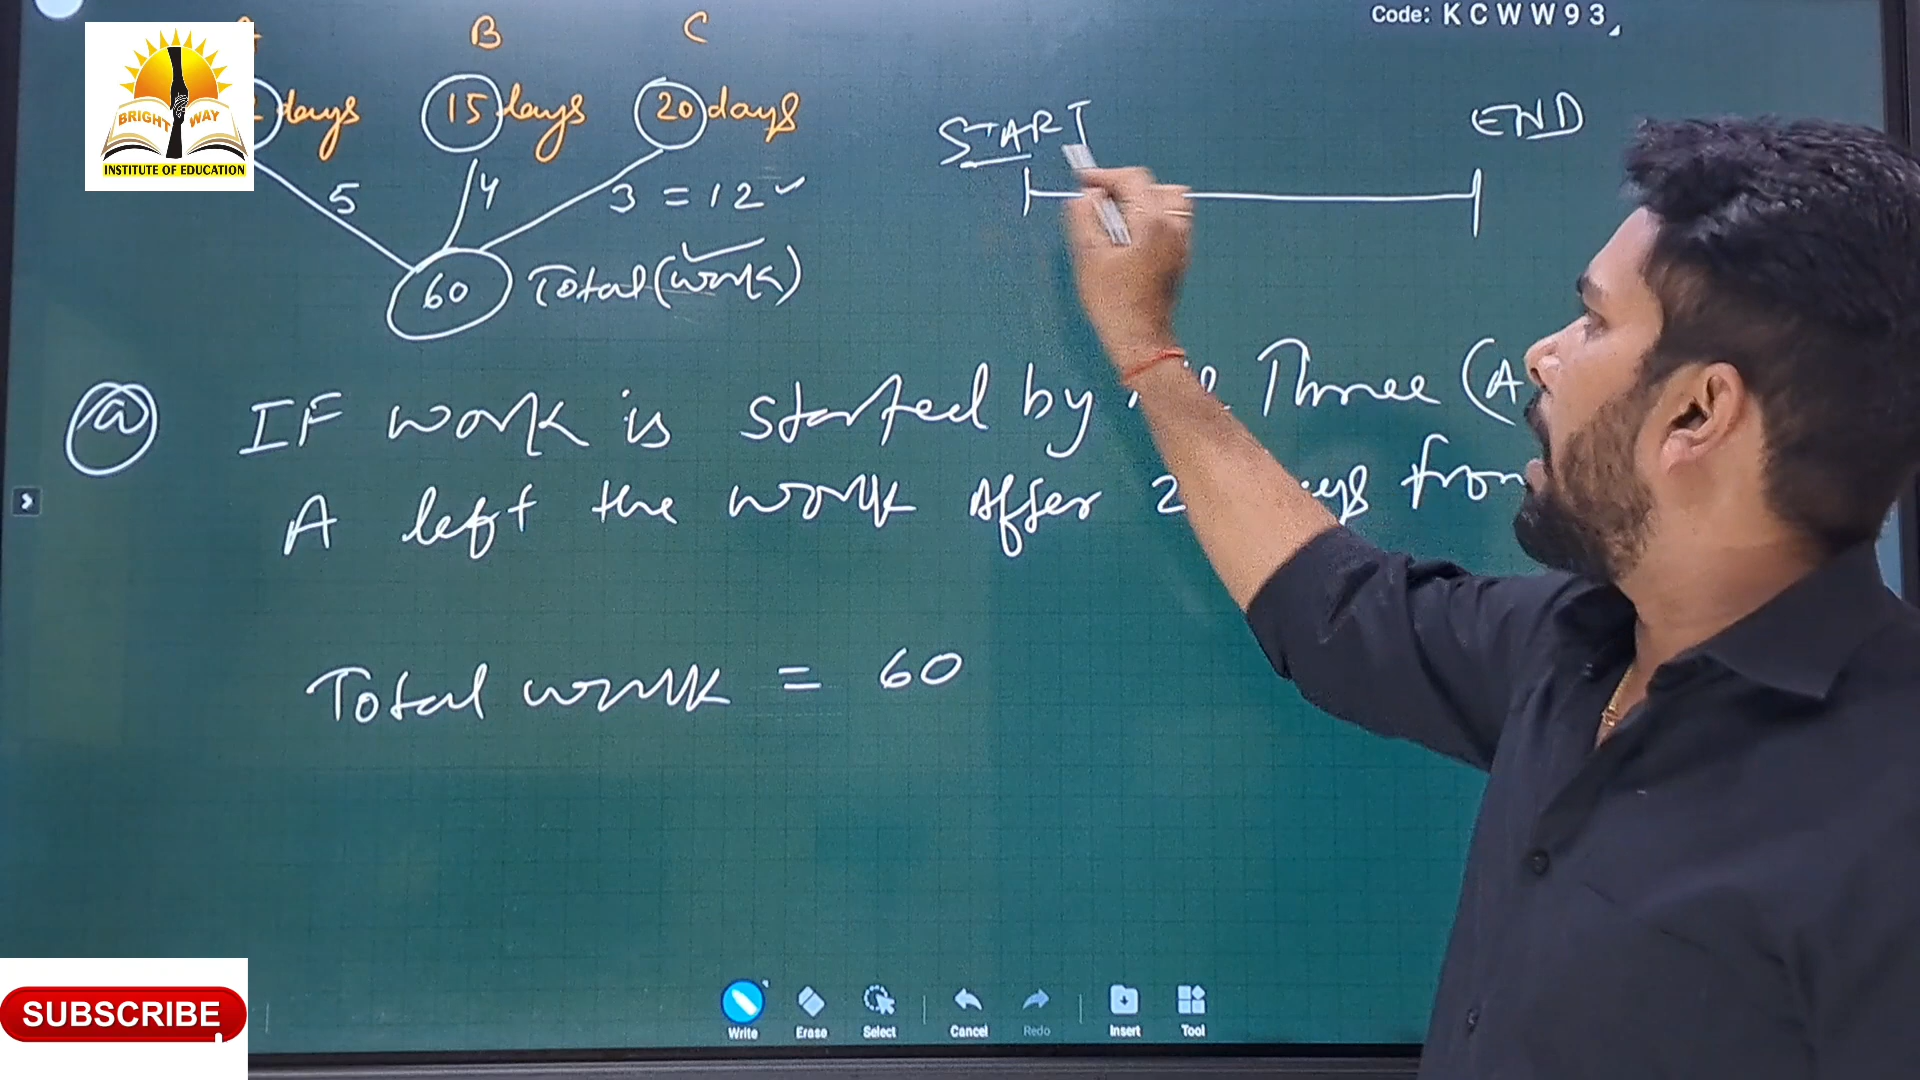 Code: K C W W 9 3
B C
days 15 days 20 days
BRIGHT WAY
INSTITUTE OF EDUCATION
5 4 3 = 12 ✓
60 Total (work)
START END
a IF work is started by Three (A
A left the work After 2 from
Total work = 60
SUBSCRIBE
Write Erase Select Cancel Redo Insert Tool